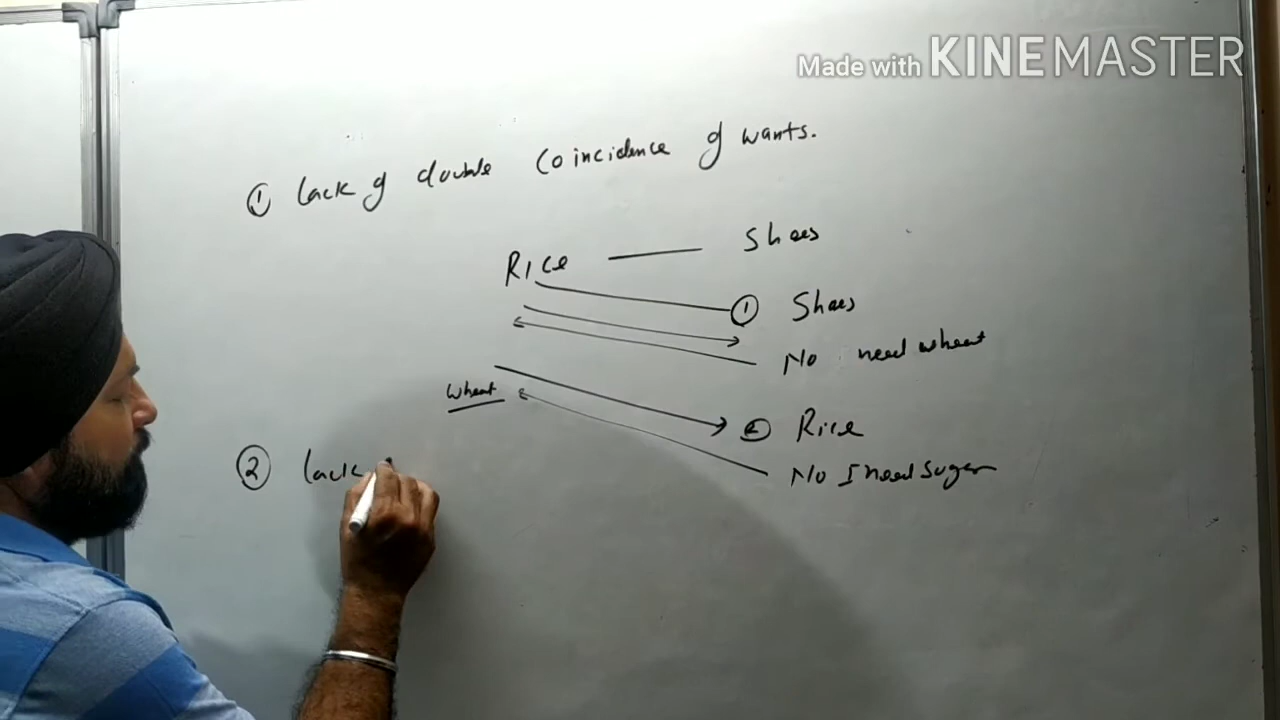 Made with KINEMASTER
① Lack of double Coincidence of wants.
Rice — Shoes
① Shoes
No need wheat
wheat
② Rice
No I need Sugar
② lack